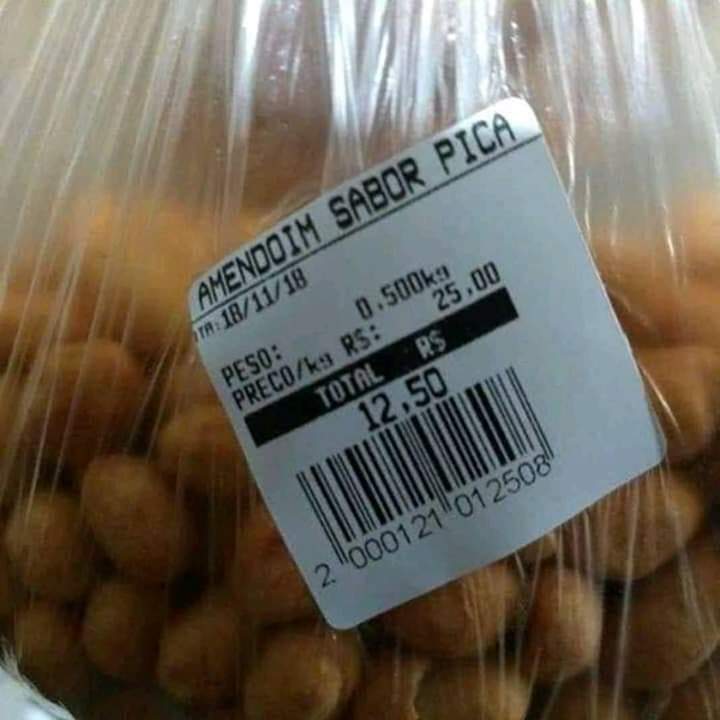 AMENDOIM SABOR PICA
TA:18/11/18
PESO: 0.500kg
PRECO/kg R$: 25,00
TOTAL R$
12,50
2 000121 012508